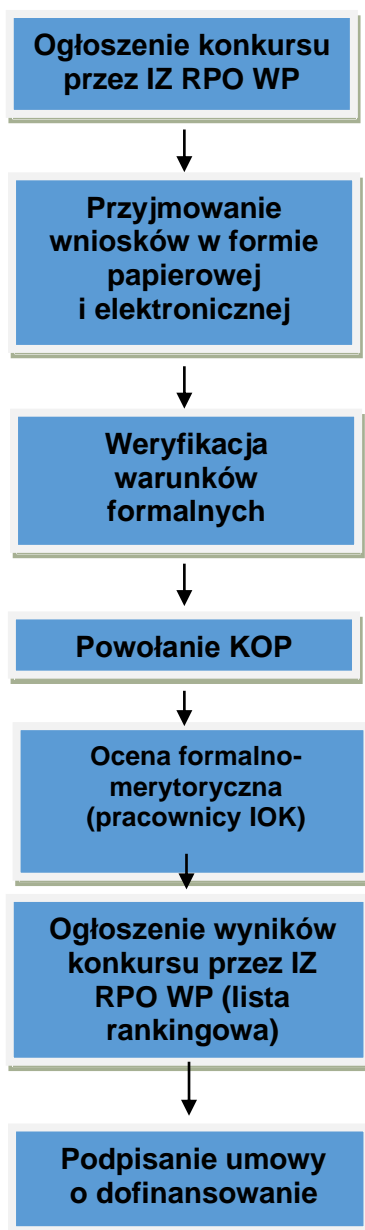 Ogłoszenie konkursu
przez IZ RPO WP
Przyjmowanie
wniosków w formie
papierowej
i elektronicznej
Weryfikacja
warunków
formalnych
Powołanie KOP
Ocena formalno-
merytoryczna
(pracownicy IOK)
Ogłoszenie wyników
konkursu przez IZ
RPO WP (lista
rankingowa)
Podpisanie umowy
o dofinansowanie